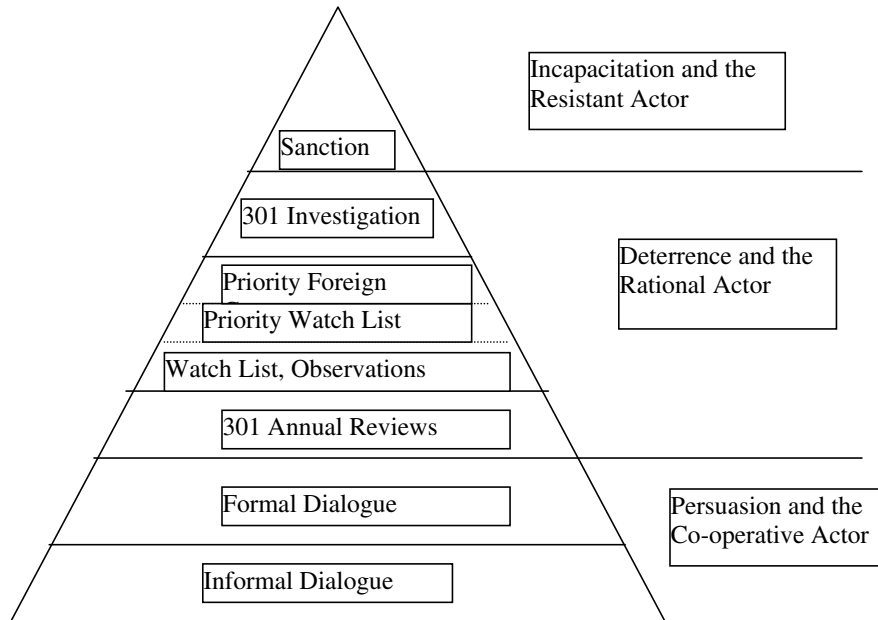 Incapacitation and the
Resistant Actor
Sanction
301 Investigation
Deterrence and the
Rational Actor
Priority Foreign
Priority Watch List
Watch List, Observations
301 Annual Reviews
Formal Dialogue
Persuasion and the
Co-operative Actor
Informal Dialogue